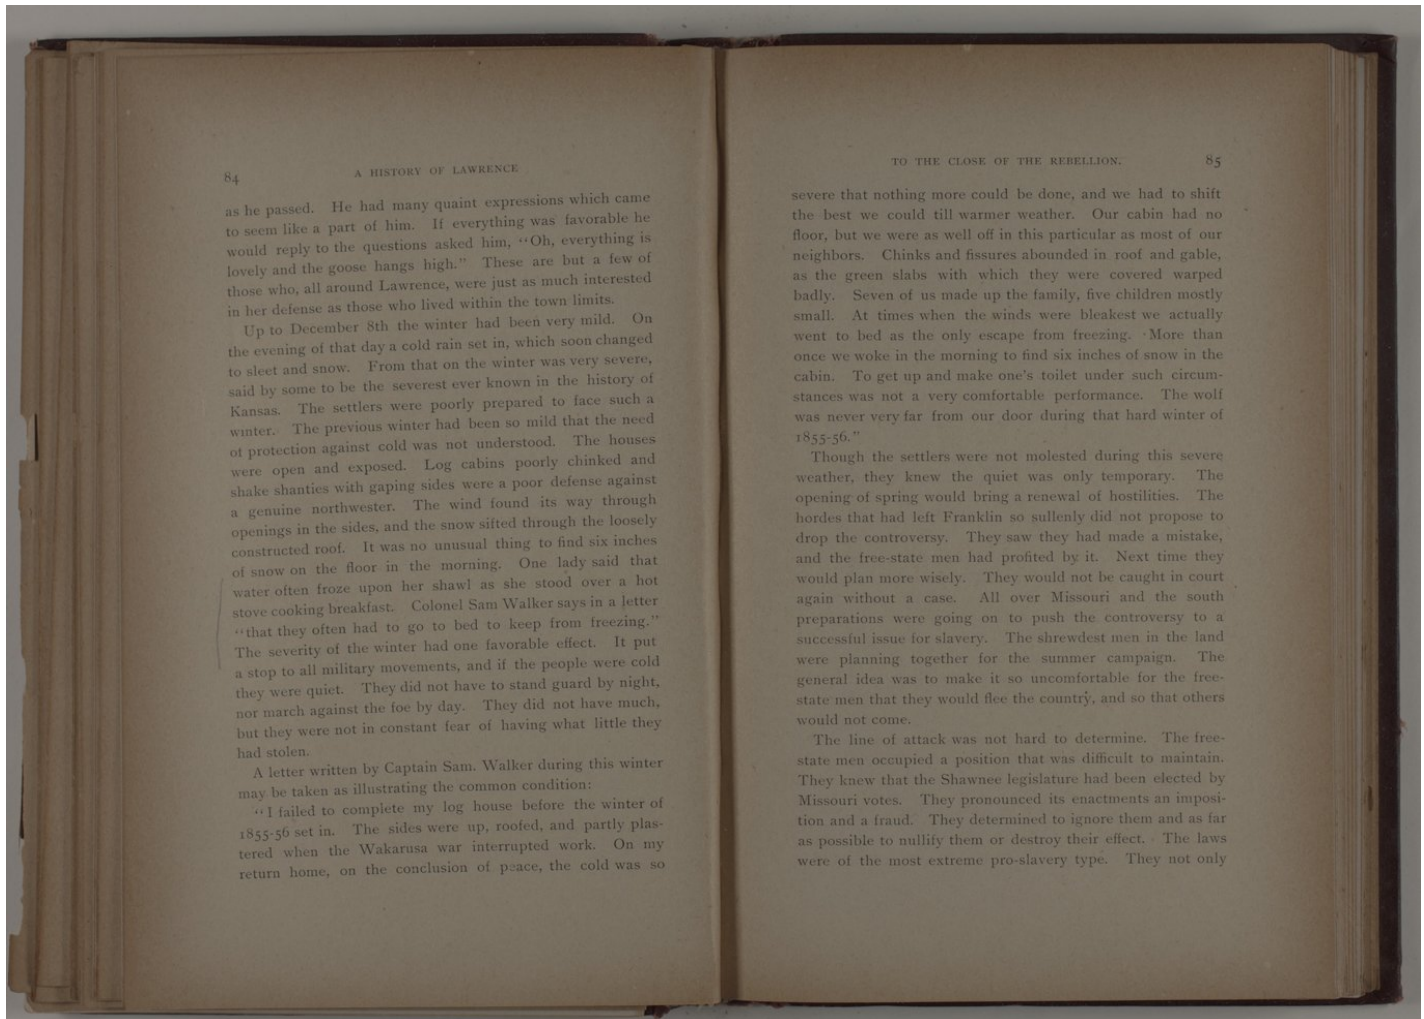 84
A HISTORY OF LAWRENCE
as he passed. He had many quaint expressions which came
to seem like a part of him. If everything was favorable he
would reply to the questions asked him, “Oh, everything is
lovely and the goose hangs high.” These are but a few of
those who, all around Lawrence, were just as much interested
in her defense as those who lived within the town limits.
Up to December 8th the winter had been very mild. On
the evening of that day a cold rain set in, which soon changed
to sleet and snow. From that on the winter was very severe,
said by some to be the severest ever known in the history of
Kansas. The settlers were poorly prepared to face such a
winter. The previous winter had been so mild that the need
of protection against cold was not understood. The houses
were open and exposed. Log cabins poorly chinked and
shake shanties with gaping sides were a poor defense against
a genuine northwester. The wind found its way through
openings in the sides, and the snow sifted through the loosely
constructed roof. It was no unusual thing to find six inches
of snow on the floor in the morning. One lady said that
water often froze upon her shawl as she stood over a hot
stove cooking breakfast. Colonel Sam Walker says in a letter
“that they often had to go to bed to keep from freezing.”
The severity of the winter had one favorable effect. It put
a stop to all military movements, and if the people were cold
they were quiet. They did not have to stand guard by night,
nor march against the foe by day. They did not have much,
but they were not in constant fear of having what little they
had stolen.
A letter written by Captain Sam. Walker during this winter
may be taken as illustrating the common condition:
“I failed to complete my log house before the winter of
1855-56 set in. The sides were up, roofed, and partly plas-
tered when the Wakarusa war interrupted work. On my
return home, on the conclusion of peace, the cold was so
TO THE CLOSE OF THE REBELLION.
85
severe that nothing more could be done, and we had to shift
the best we could till warmer weather. Our cabin had no
floor, but we were as well off in this particular as most of our
neighbors. Chinks and fissures abounded in roof and gable,
as the green slabs with which they were covered warped
badly. Seven of us made up the family, five children mostly
small. At times when the winds were bleakest we actually
went to bed as the only escape from freezing. More than
once we woke in the morning to find six inches of snow in the
cabin. To get up and make one's toilet under such circum-
stances was not a very comfortable performance. The wolf
was never very far from our door during that hard winter of
1855-56.”
Though the settlers were not molested during this severe
weather, they knew the quiet was only temporary. The
opening of spring would bring a renewal of hostilities. The
hordes that had left Franklin so sullenly did not propose to
drop the controversy. They saw they had made a mistake,
and the free-state men had profited by it. Next time they
would plan more wisely. They would not be caught in court
again without a case. All over Missouri and the south
preparations were going on to push the controversy to a
successful issue for slavery. The shrewdest men in the land
were planning together for the summer campaign. The
general idea was to make it so uncomfortable for the free-
state men that they would flee the country, and so that others
would not come.
The line of attack was not hard to determine. The free-
state men occupied a position that was difficult to maintain.
They knew that the Shawnee legislature had been elected by
Missouri votes. They pronounced its enactments an imposi-
tion and a fraud. They determined to ignore them and as far
as possible to nullify them or destroy their effect. The laws
were of the most extreme pro-slavery type. They not only